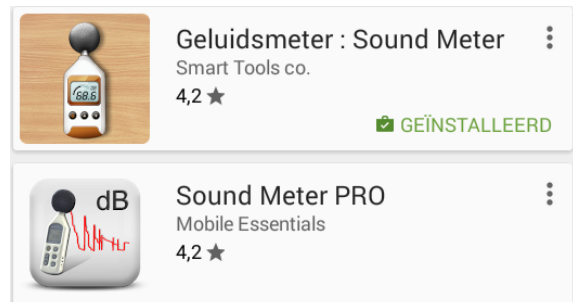 Geluidsmeter : Sound Meter
Smart Tools co.
4,2 ★
68.6
GEÏNSTALLEERD
dB
Sound Meter PRO
Mobile Essentials
4,2 ★